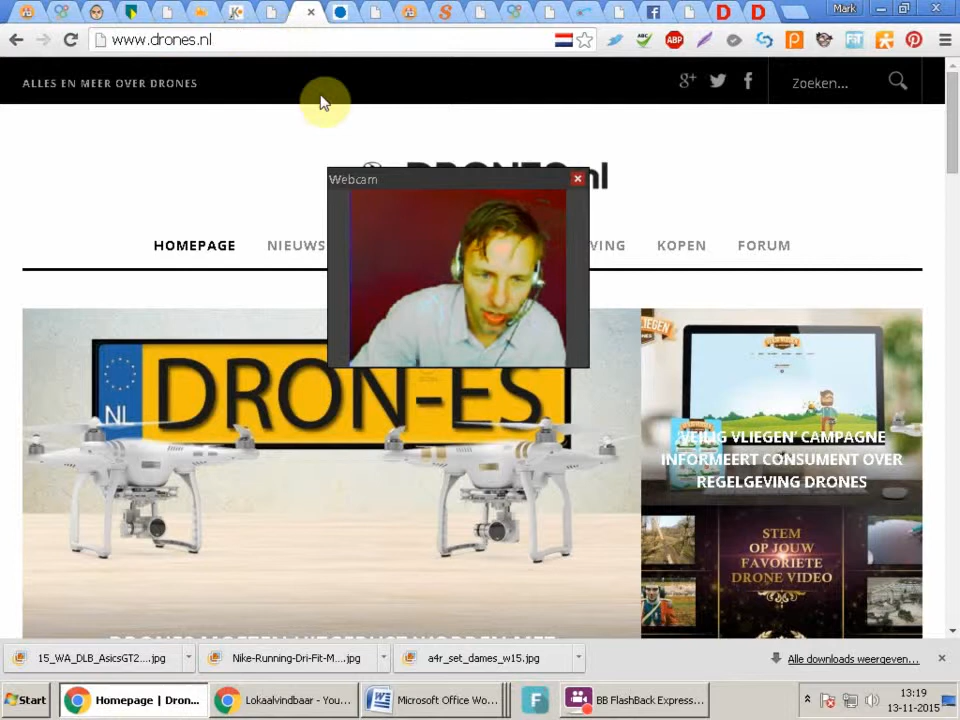 Mark
www.drones.nl
ABP
ALLES EN MEER OVER DRONES
Zoeken...
Webcam
HOMEPAGE
NIEUWS
KOPEN
FORUM
NL
DRON-ES
'VEILIG VLIEGEN' CAMPAGNE
INFORMEERT CONSUMENT OVER
REGELGEVING DRONES
STEM
OP JOUW
FAVORIETE
DRONE VIDEO
15_WA_DLB_AsicsGT2....jpg
Nike-Running-Dri-Fit-M....jpg
a4r_set_dames_w15.jpg
Alle downloads weergeven...
Start
Homepage | Dron...
Lokaalvindbaar - You...
Microsoft Office Wo...
F
BB FlashBack Express...
13:19
13-11-2015